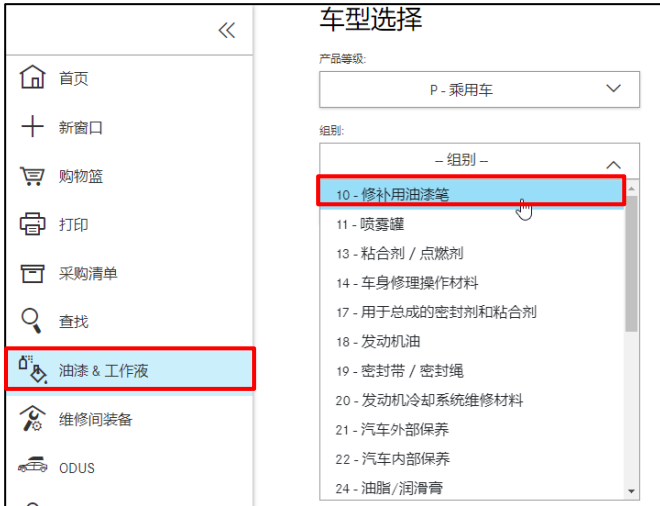 首页
新窗口
购物篮
打印
采购清单
查找
油漆 & 工作液
维修间装备
ODUS
车型选择
产品等级:
P - 乘用车
组别:
– 组别 –
10 - 修补用油漆笔
11 - 喷雾罐
13 - 粘合剂 / 点燃剂
14 - 车身修理操作材料
17 - 用于总成的密封剂和粘合剂
18 - 发动机油
19 - 密封带 / 密封绳
20 - 发动机冷却系统维修材料
21 - 汽车外部保养
22 - 汽车内部保养
24 - 油脂/润滑膏